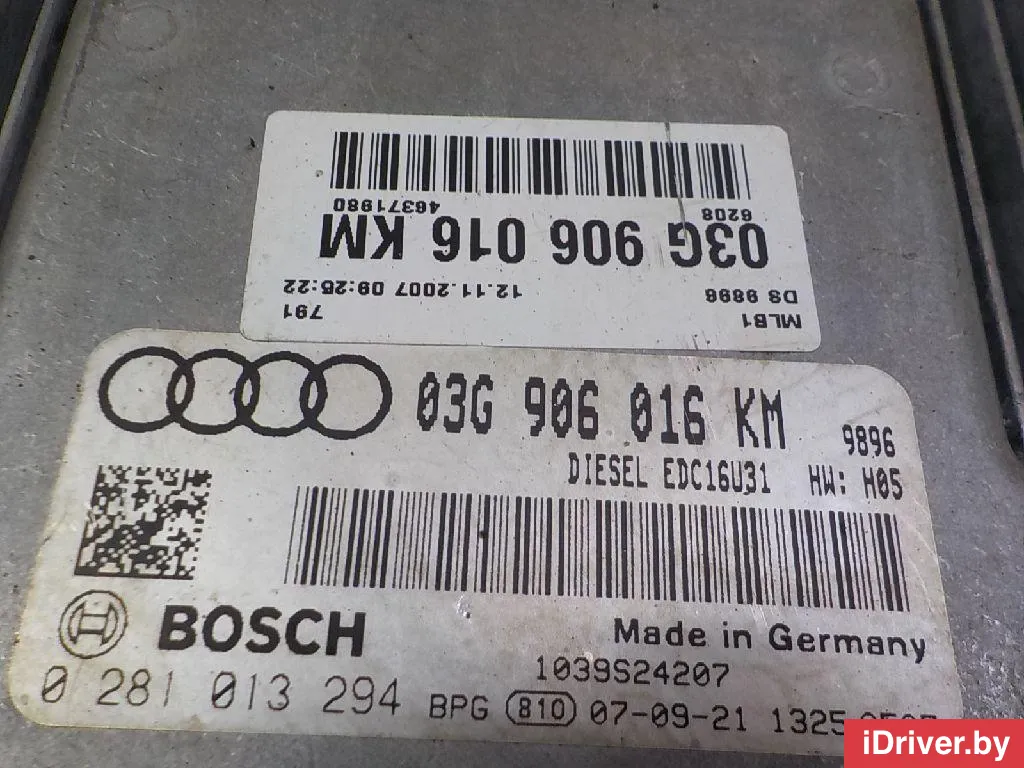 MLB1 791
DS 9896 12.11.2007 09:25:22
03G 906 016 KM
6208 46371980
03G 906 016 KM 9896
DIESEL EDC16U31 HW: H05
BOSCH
Made in Germany
1039S24207
0 281 013 294 BPG 810 07-09-21
iDriver.by